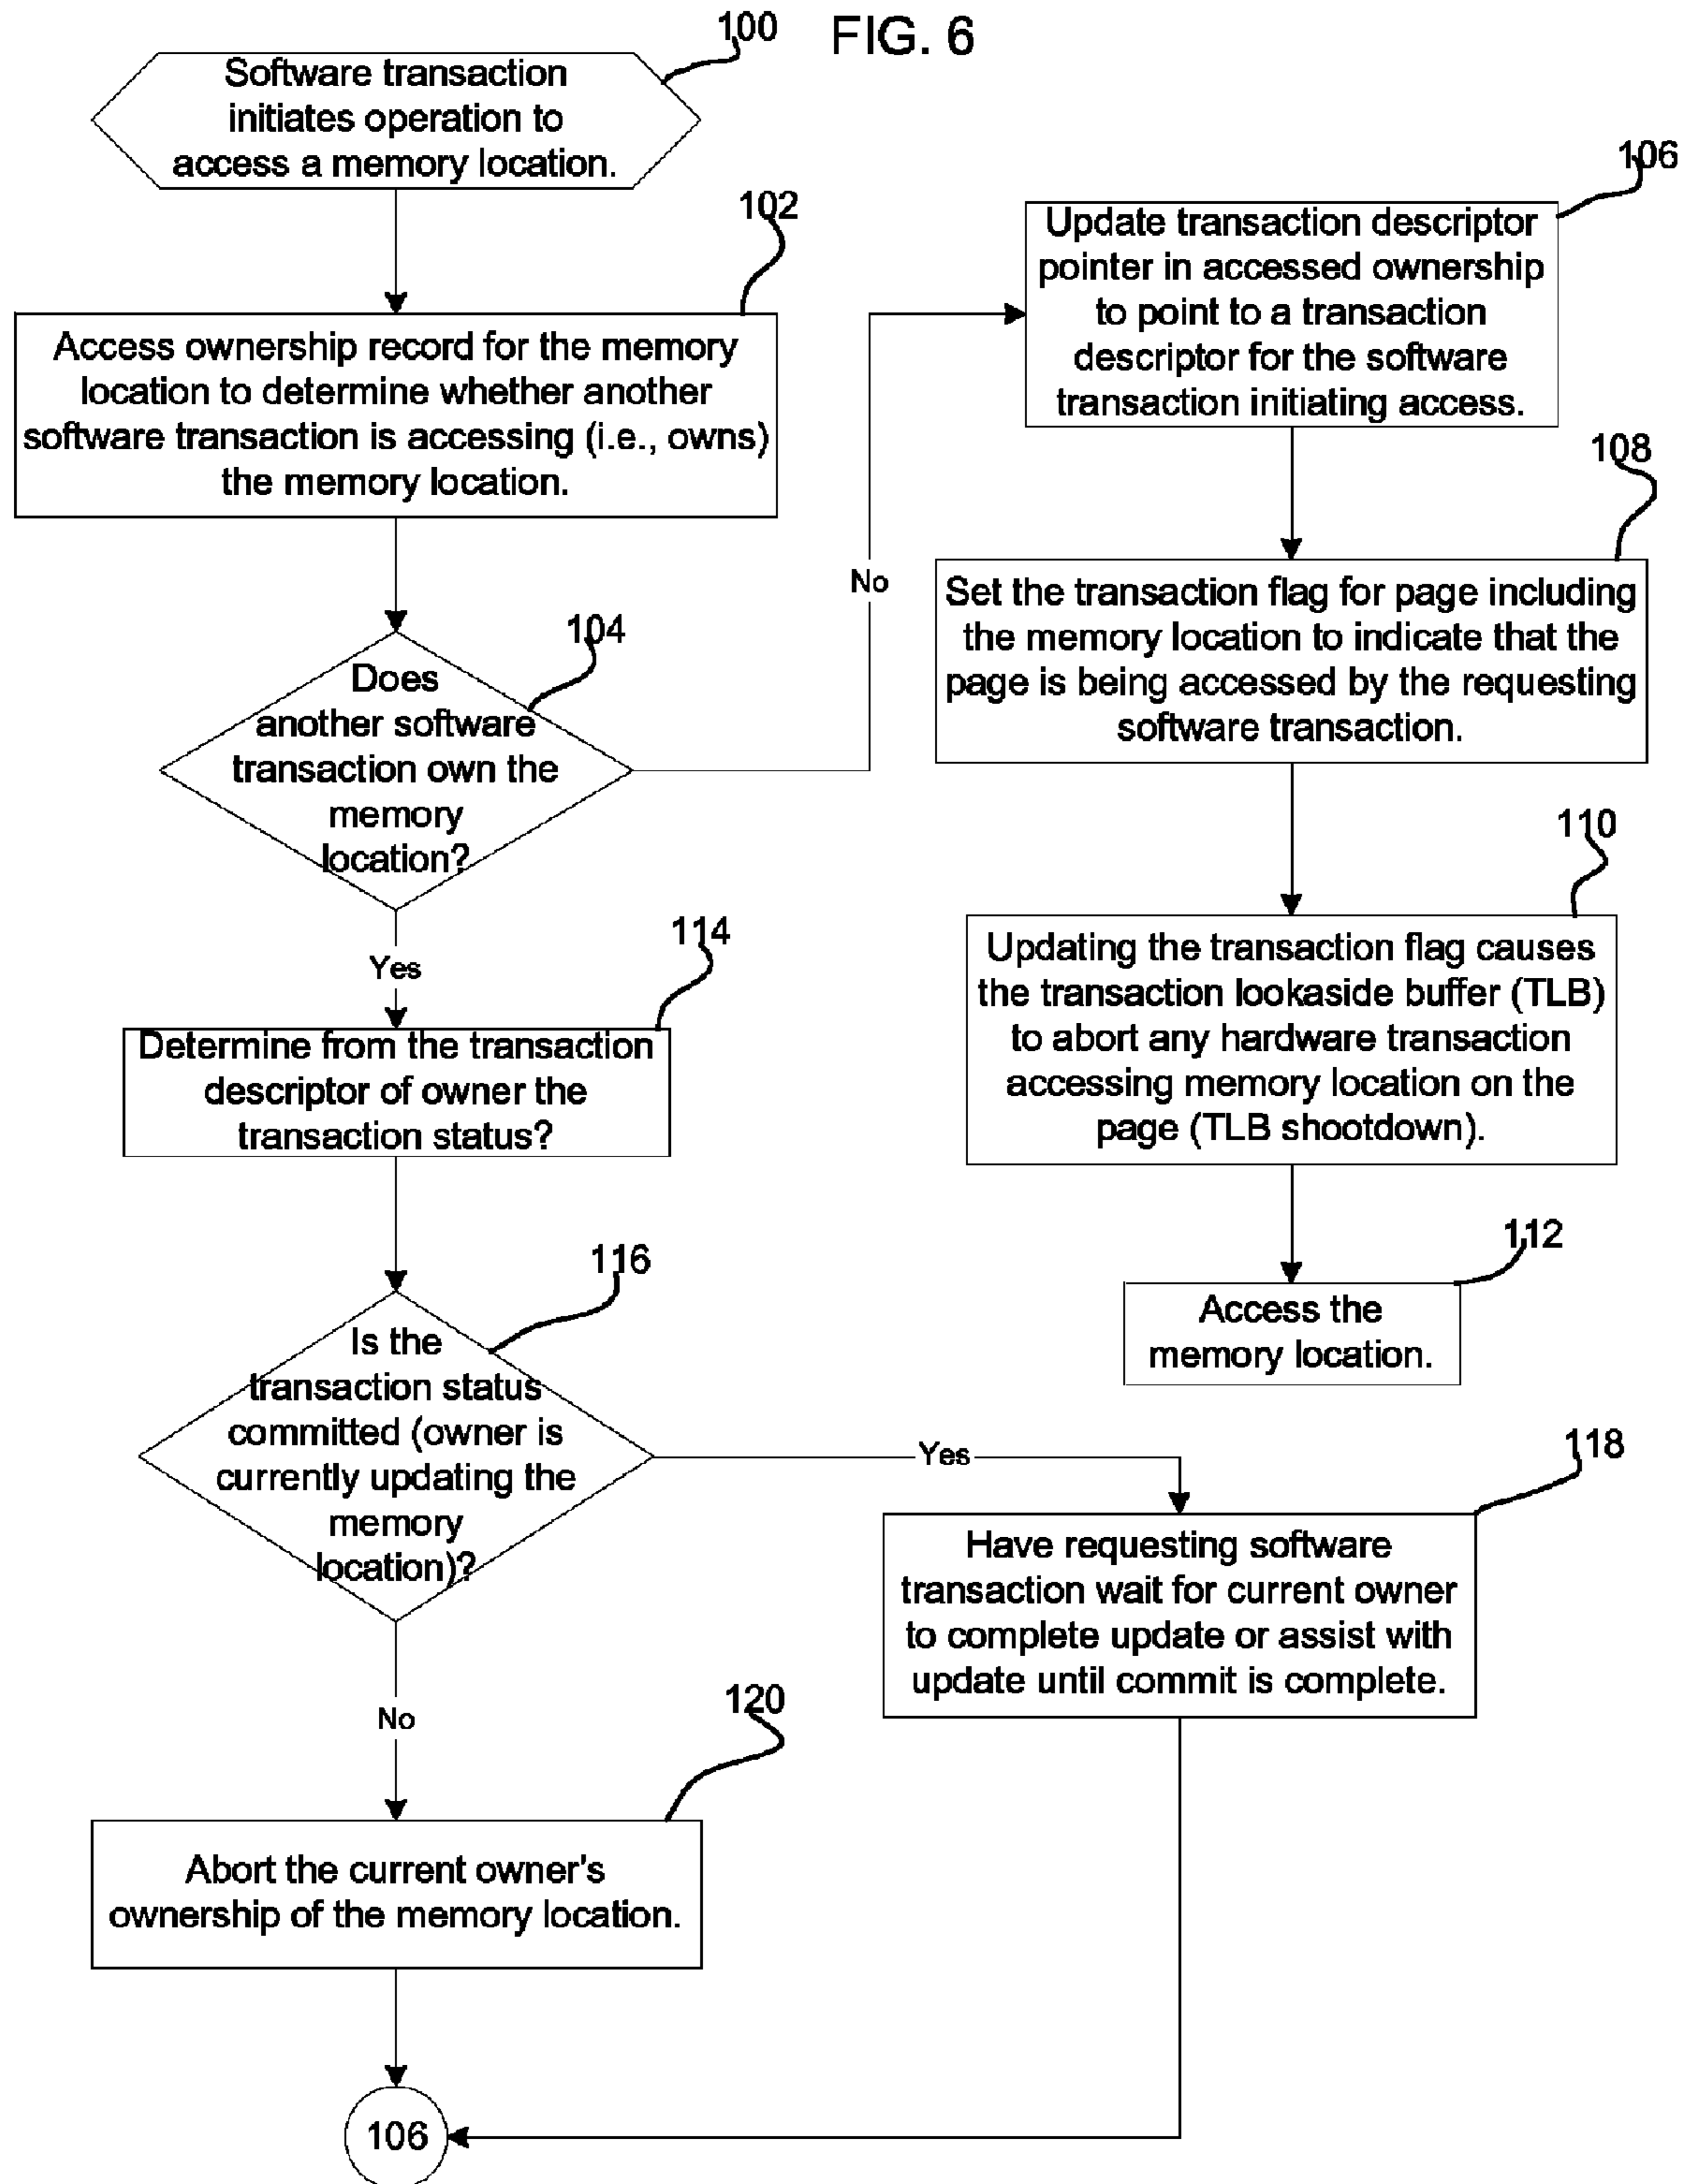 FIG. 6
100
Software transaction
initiates operation to
access a memory location.
102
Access ownership record for the memory
location to determine whether another
software transaction is accessing (i.e., owns)
the memory location.
104
Does
another software
transaction own the
memory
location?
No
106
Update transaction descriptor
pointer in accessed ownership
to point to a transaction
descriptor for the software
transaction initiating access.
108
Set the transaction flag for page including
the memory location to indicate that the
page is being accessed by the requesting
software transaction.
110
Updating the transaction flag causes
the transaction lookaside buffer (TLB)
to abort any hardware transaction
accessing memory location on the
page (TLB shootdown).
112
Access the
memory location.
Yes
114
Determine from the transaction
descriptor of owner the
transaction status?
116
Is the
transaction status
committed (owner is
currently updating the
memory
location)?
Yes
118
Have requesting software
transaction wait for current owner
to complete update or assist with
update until commit is complete.
No
120
Abort the current owner's
ownership of the memory location.
106